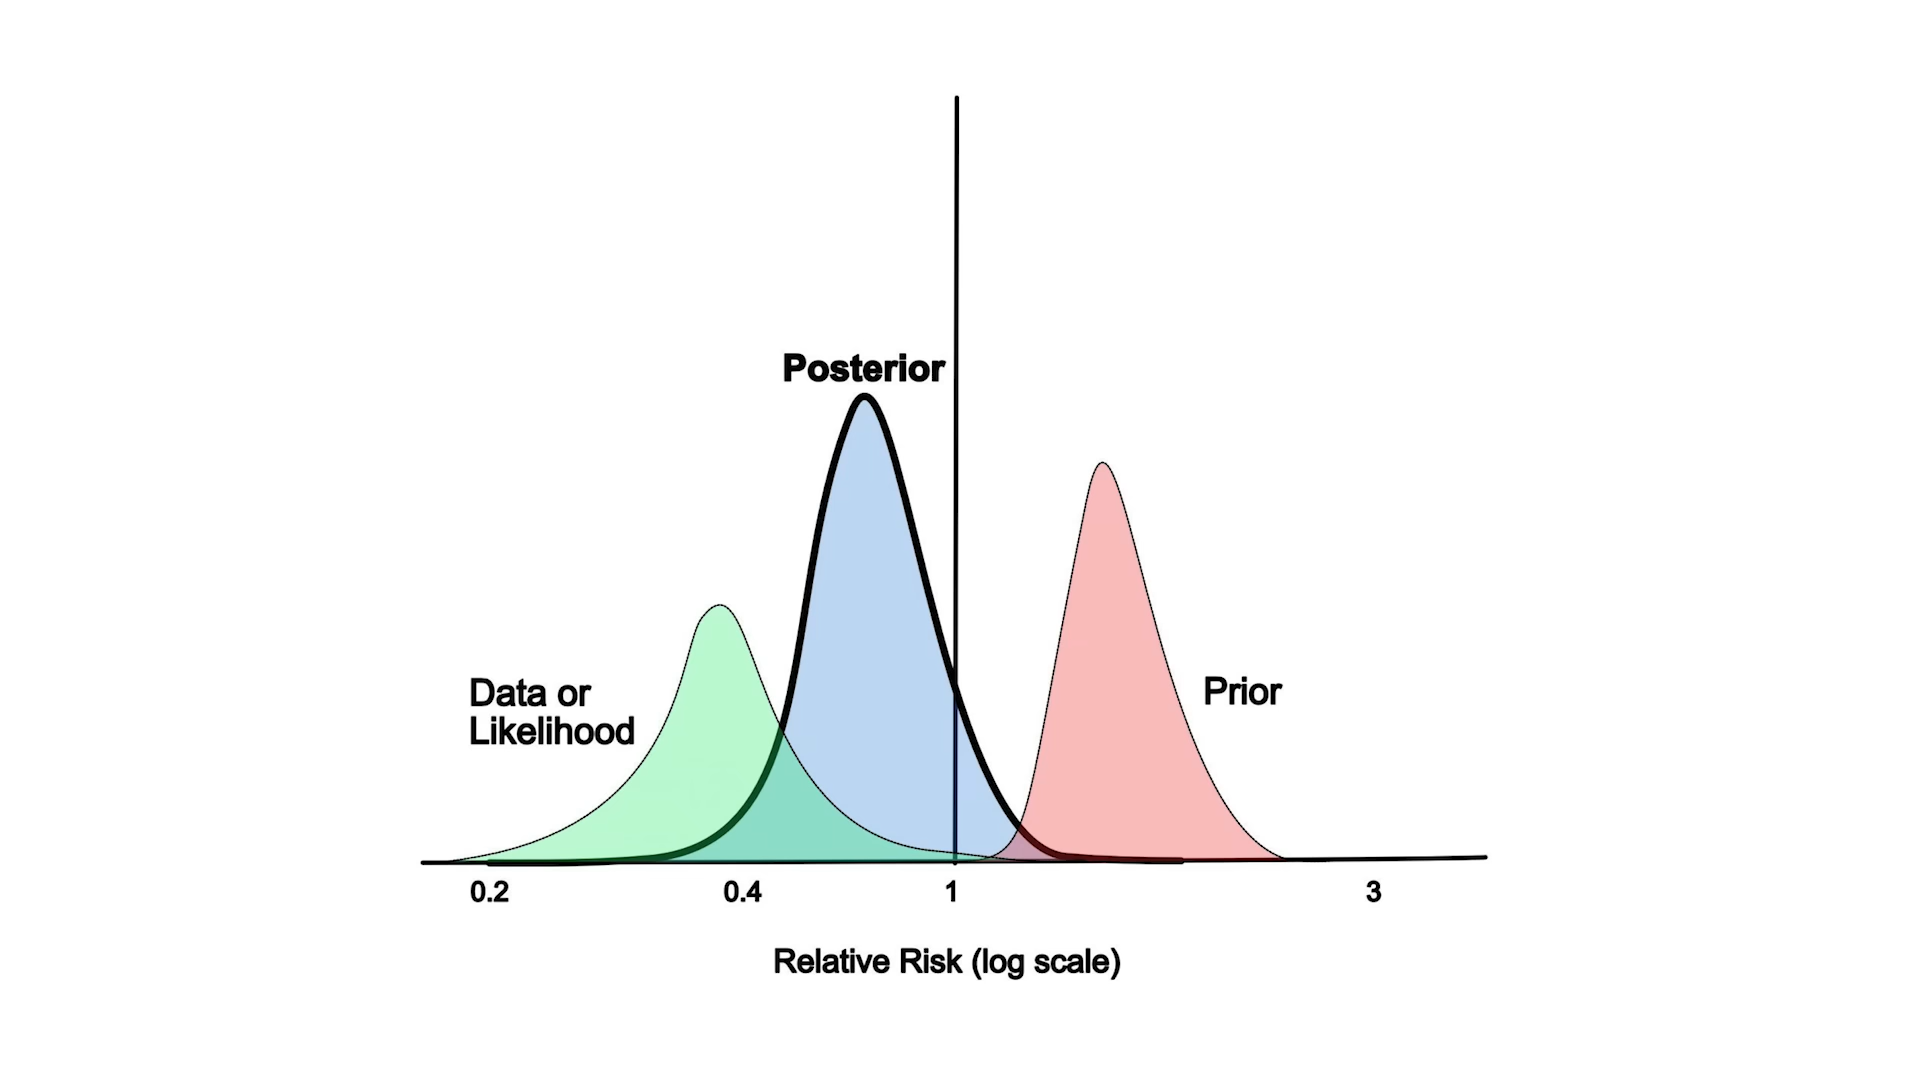 Posterior
Data or
Likelihood
Prior
0.2 0.4 1 3
Relative Risk (log scale)